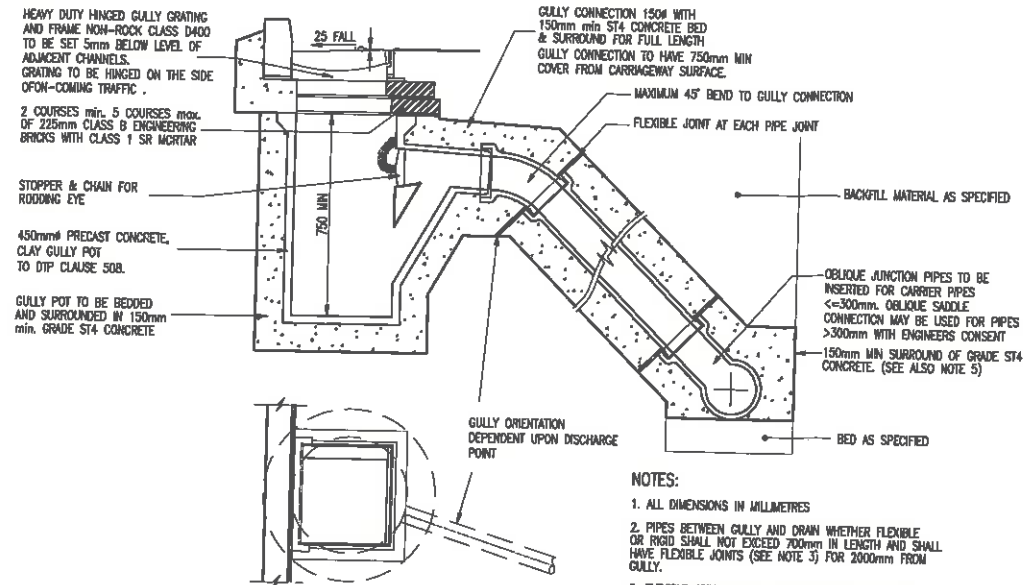 HEAVY DUTY HINGED GULLY GRATING
AND FRAME NON-ROCK CLASS D400
TO BE SET 5mm BELOW LEVEL OF
ADJACENT CHANNELS.
GRATING TO BE HINGED ON THE SIDE
OFON-COMING TRAFFIC .
2 COURSES min. 5 COURSES max.
OF 225mm CLASS B ENGINEERING
BRICKS WITH CLASS 1 SR MORTAR
STOPPER & CHAIN FOR
RODDING EYE
450mmø PRECAST CONCRETE,
CLAY GULLY POT
TO DTP CLAUSE 508.
GULLY POT TO BE BEDDED
AND SURROUNDED IN 150mm
min. GRADE ST4 CONCRETE
25 FALL
750 MIN
GULLY CONNECTION 150ø WITH
150mm min ST4 CONCRETE BED
& SURROUND FOR FULL LENGTH
GULLY CONNECTION TO HAVE 750mm MIN
COVER FROM CARRIAGEWAY SURFACE.
MAXIMUM 45° BEND TO GULLY CONNECTION
FLEXIBLE JOINT AT EACH PIPE JOINT
BACKFILL MATERIAL AS SPECIFIED
OBLIQUE JUNCTION PIPES TO BE
INSERTED FOR CARRIER PIPES
<=300mm. OBLIQUE SADDLE
CONNECTION MAY BE USED FOR PIPES
>300mm WITH ENGINEERS CONSENT
150mm MIN SURROUND OF GRADE ST4
CONCRETE. (SEE ALSO NOTE 5)
BED AS SPECIFIED
GULLY ORIENTATION
DEPENDENT UPON DISCHARGE
POINT
NOTES:
1. ALL DIMENSIONS IN MILLIMETRES
2. PIPES BETWEEN GULLY AND DRAIN WHETHER FLEXIBLE
OR RIGID SHALL NOT EXCEED 700mm IN LENGTH AND SHALL
HAVE FLEXIBLE JOINTS (SEE NOTE 3) FOR 2000mm FROM
GULLY.